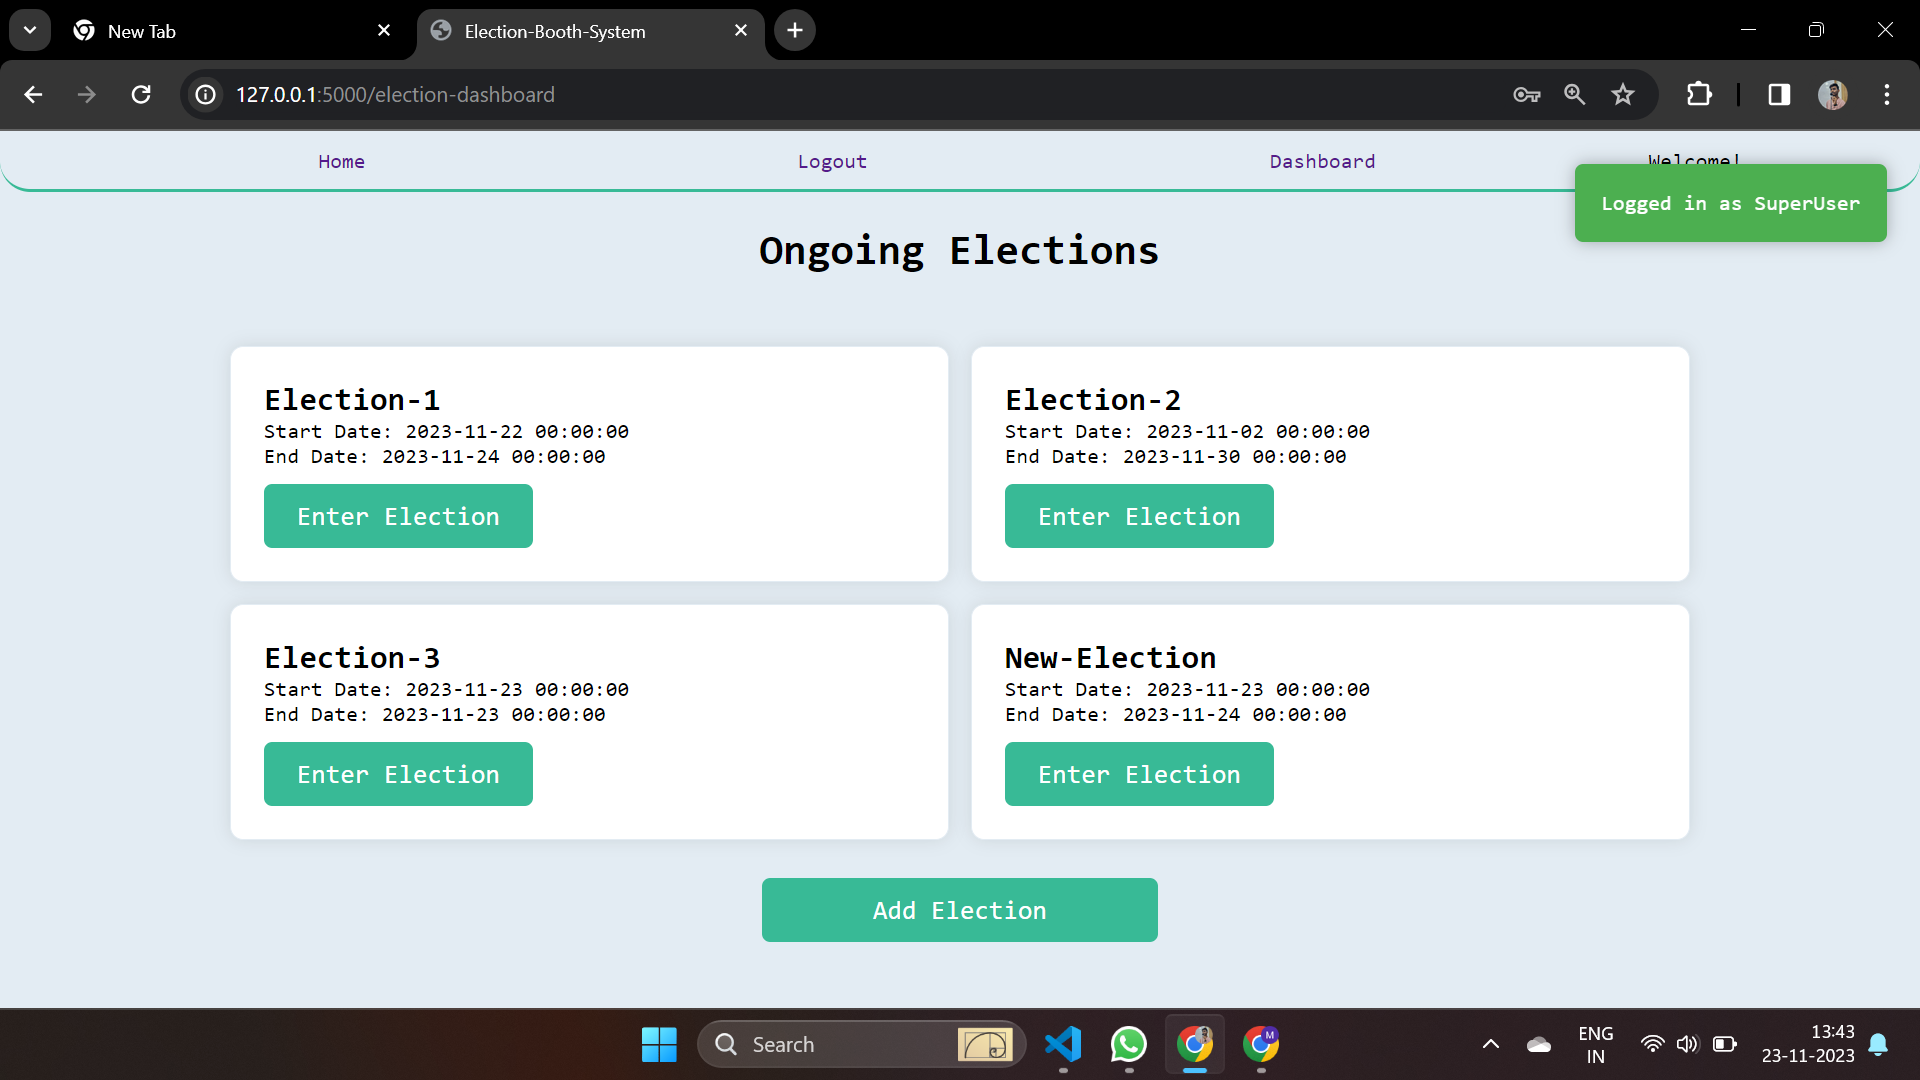 New Tab
Election-Booth-System
127.0.0.1:5000/election-dashboard
Home
Logout
Dashboard
Welcome!
Logged in as SuperUser
Ongoing Elections
Election-1
Start Date: 2023-11-22 00:00:00
End Date: 2023-11-24 00:00:00
Enter Election
Election-2
Start Date: 2023-11-02 00:00:00
End Date: 2023-11-30 00:00:00
Enter Election
Election-3
Start Date: 2023-11-23 00:00:00
End Date: 2023-11-23 00:00:00
Enter Election
New-Election
Start Date: 2023-11-23 00:00:00
End Date: 2023-11-24 00:00:00
Enter Election
Add Election
Search
M
ENG
IN
13:43
23-11-2023